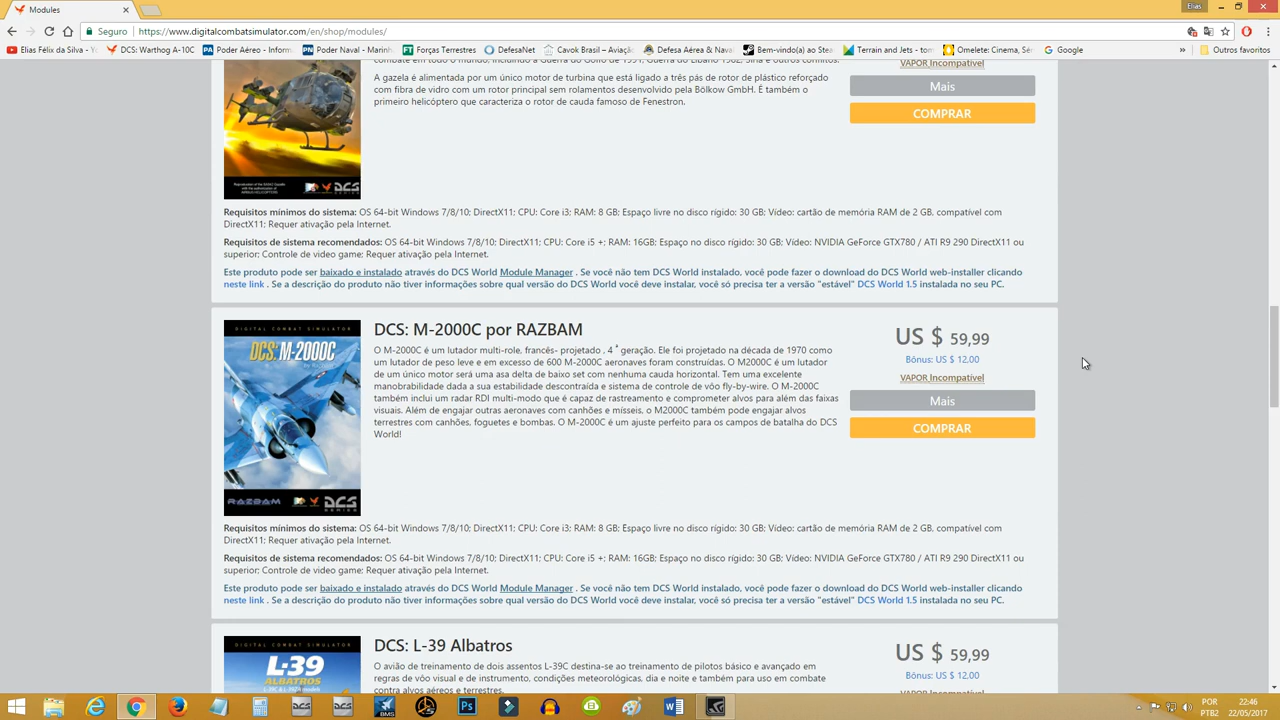 Modules
Elias
Seguro
https://www.digitalcombatsimulator.com/en/shop/modules/
Elias Félix da Silva - Yo
DCS: Warthog A-10C
Poder Aéreo - Inform
Poder Naval - Marinh
Forças Terrestres
DefesaNet
Cavok Brasil – Aviaçã
Defesa Aérea & Nava
Bem-vindo(a) ao Stea
Terrain and Jets - tom
Omelete: Cinema, Sé
Google
»
Outros favoritos
VAPOR Incompatível
A gazela é alimentada por um único motor de turbina que está ligado a três pás de rotor de plástico reforçado
com fibra de vidro com um rotor principal sem rolamentos desenvolvido pela Bölkow GmbH. É também o
primeiro helicóptero que caracteriza o rotor de cauda famoso de Fenestron.
Mais
COMPRAR
DCS SERIES
Requisitos mínimos do sistema: OS 64-bit Windows 7/8/10; DirectX11; CPU: Core i3; RAM: 8 GB; Espaço livre no disco rígido: 30 GB; Vídeo: cartão de memória RAM de 2 GB, compatível com
DirectX11; Requer ativação pela Internet.
Requisitos de sistema recomendados: OS 64-bit Windows 7/8/10; DirectX11; CPU: Core i5 +; RAM: 16GB; Espaço no disco rígido: 30 GB; Vídeo: NVIDIA GeForce GTX780 / ATI R9 290 DirectX11 ou
superior; Controle de video game; Requer ativação pela Internet.
Este produto pode ser baixado e instalado através do DCS World Module Manager . Se você não tem DCS World instalado, você pode fazer o download do DCS World web-installer clicando
neste link . Se a descrição do produto não tiver informações sobre qual versão do DCS World você deve instalar, você só precisa ter a versão "estável" DCS World 1.5 instalada no seu PC.
DIGITAL COMBAT SIMULATOR
DCS: M-2000C
by RAZBAM
RAZBAM
DCS SERIES
DCS: M-2000C por RAZBAM
O M-2000C é um lutador multi-role, francês- projetado , 4 ª geração. Ele foi projetado na década de 1970 como
um lutador de peso leve e em excesso de 600 M-2000C aeronaves foram construídas. O M2000C é um lutador
de um único motor será uma asa delta de baixo set com nenhuma cauda horizontal. Tem uma excelente
manobrabilidade dada a sua estabilidade descontraída e sistema de controle de vôo fly-by-wire. O M-2000C
também inclui um radar RDI multi-modo que é capaz de rastreamento e comprometer alvos para além das faixas
visuais. Além de engajar outras aeronaves com canhões e mísseis, o M2000C também pode engajar alvos
terrestres com canhões, foguetes e bombas. O M-2000C é um ajuste perfeito para os campos de batalha do DCS
World!
US $ 59,99
Bônus: US $ 12,00
VAPOR Incompatível
Mais
COMPRAR
Requisitos mínimos do sistema: OS 64-bit Windows 7/8/10; DirectX11; CPU: Core i3; RAM: 8 GB; Espaço livre no disco rígido: 30 GB; Vídeo: cartão de memória RAM de 2 GB, compatível com
DirectX11; Requer ativação pela Internet.
Requisitos de sistema recomendados: OS 64-bit Windows 7/8/10; DirectX11; CPU: Core i5 +; RAM: 16GB; Espaço no disco rígido: 30 GB; Vídeo: NVIDIA GeForce GTX780 / ATI R9 290 DirectX11 ou
superior; Controle de video game; Requer ativação pela Internet.
Este produto pode ser baixado e instalado através do DCS World Module Manager . Se você não tem DCS World instalado, você pode fazer o download do DCS World web-installer clicando
neste link . Se a descrição do produto não tiver informações sobre qual versão do DCS World você deve instalar, você só precisa ter a versão "estável" DCS World 1.5 instalada no seu PC.
DIGITAL COMBAT SIMULATOR
L-39
ALBATROS
DCS: L-39 Albatros
O avião de treinamento de dois assentos L-39C destina-se ao treinamento de pilotos básico e avançado em
regras de vôo visual e de instrumento, condições meteorológicas, dia e noite e também para uso em combate
contra alvos aéreos e terrestres.
US $ 59,99
Bônus: US $ 12,00
BMS
Ps
POR
PTB2
22:46
22/05/2017